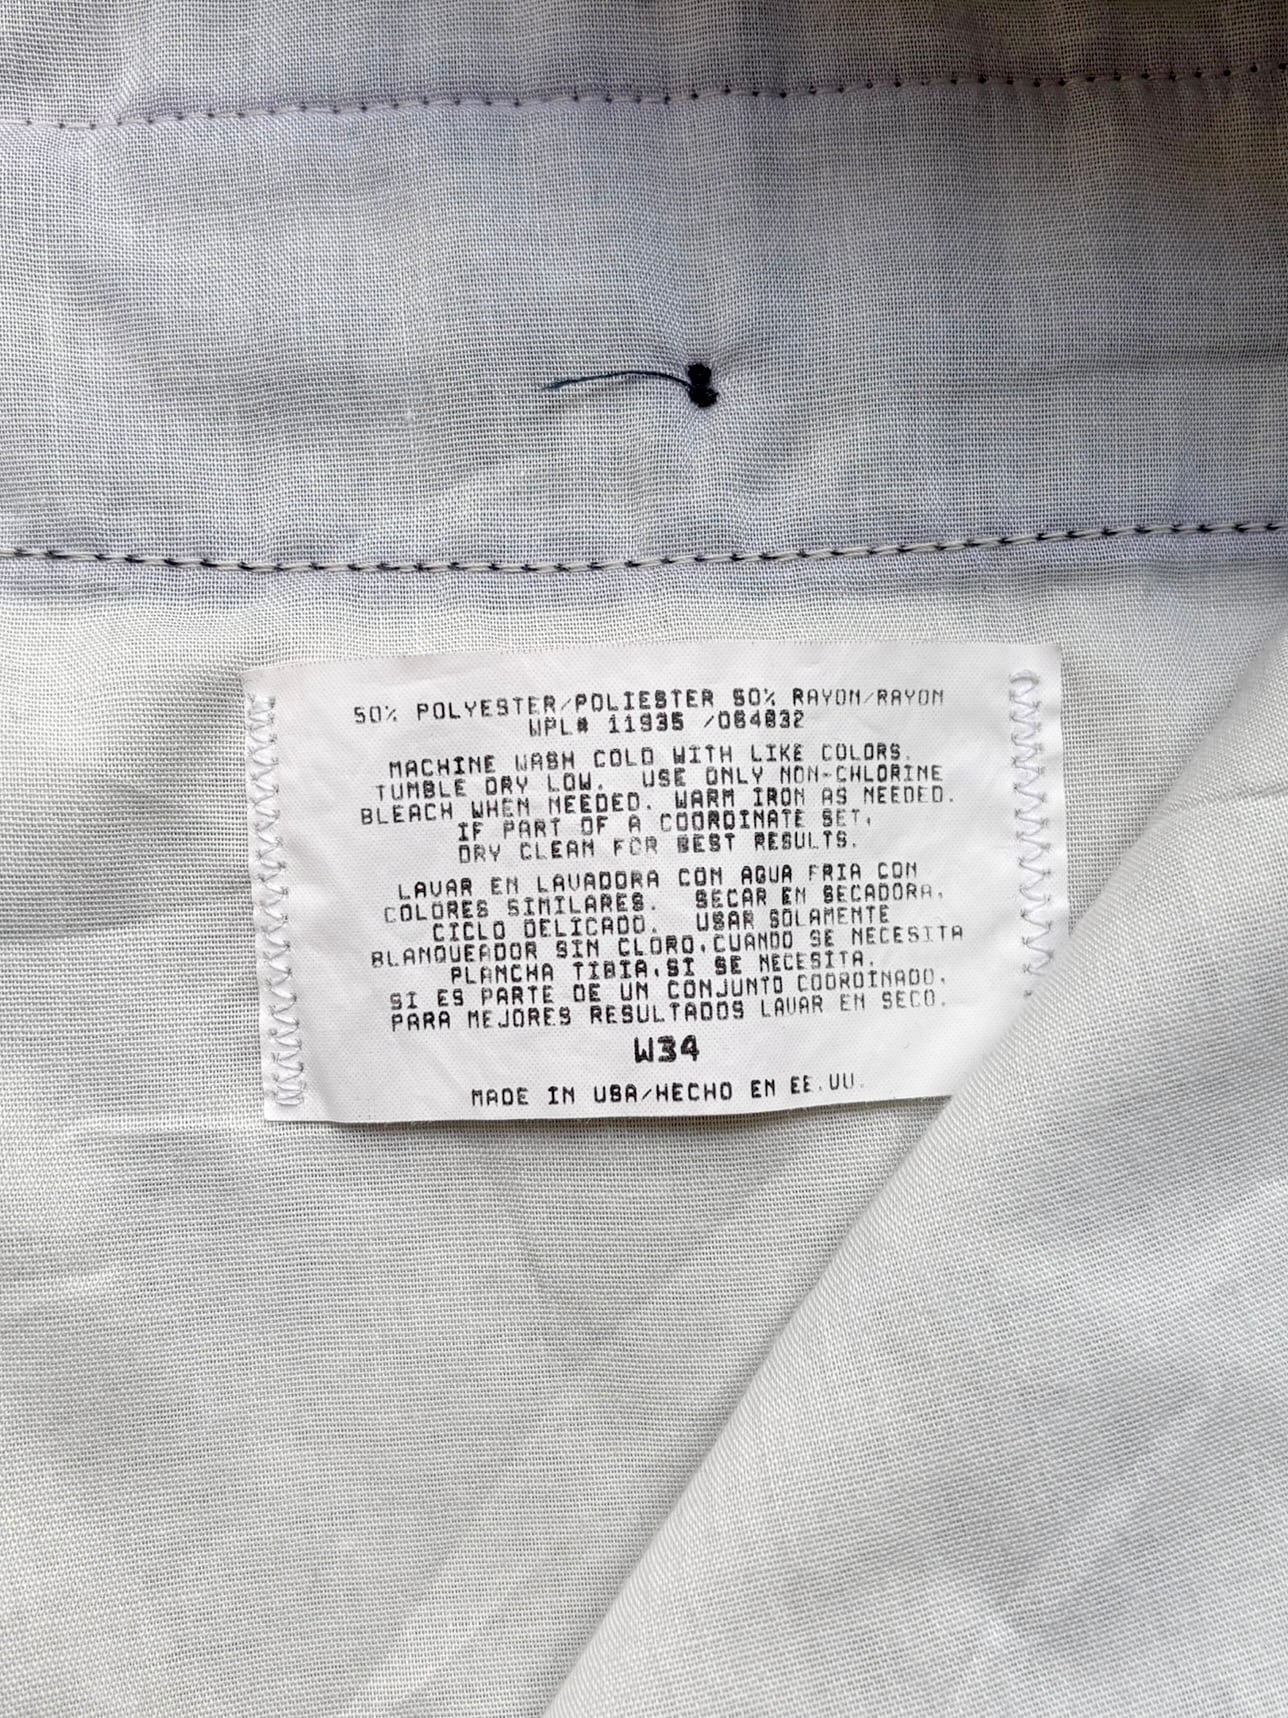 50% POLYESTER/POLIESTER 50% RAYON/RAYON
WPL# 11935 /064832
MACHINE WASH COLD WITH LIKE COLORS.
TUMBLE DRY LOW. USE ONLY NON-CHLORINE
BLEACH WHEN NEEDED. WARM IRON AS NEEDED.
IF PART OF A COORDINATE SET,
DRY CLEAN FOR BEST RESULTS.
LAVAR EN LAVADORA CON AGUA FRIA CON
COLORES SIMILARES. SECAR EN SECADORA,
CICLO DELICADO. USAR SOLAMENTE
BLANQUEADOR SIN CLORO,CUANDO SE NECESITA
PLANCHA TIBIA,SI SE NECESITA.
SI ES PARTE DE UN CONJUNTO COORDINADO,
PARA MEJORES RESULTADOS LAVAR EN SECO.
W34
MADE IN USA/HECHO EN EE.UU.